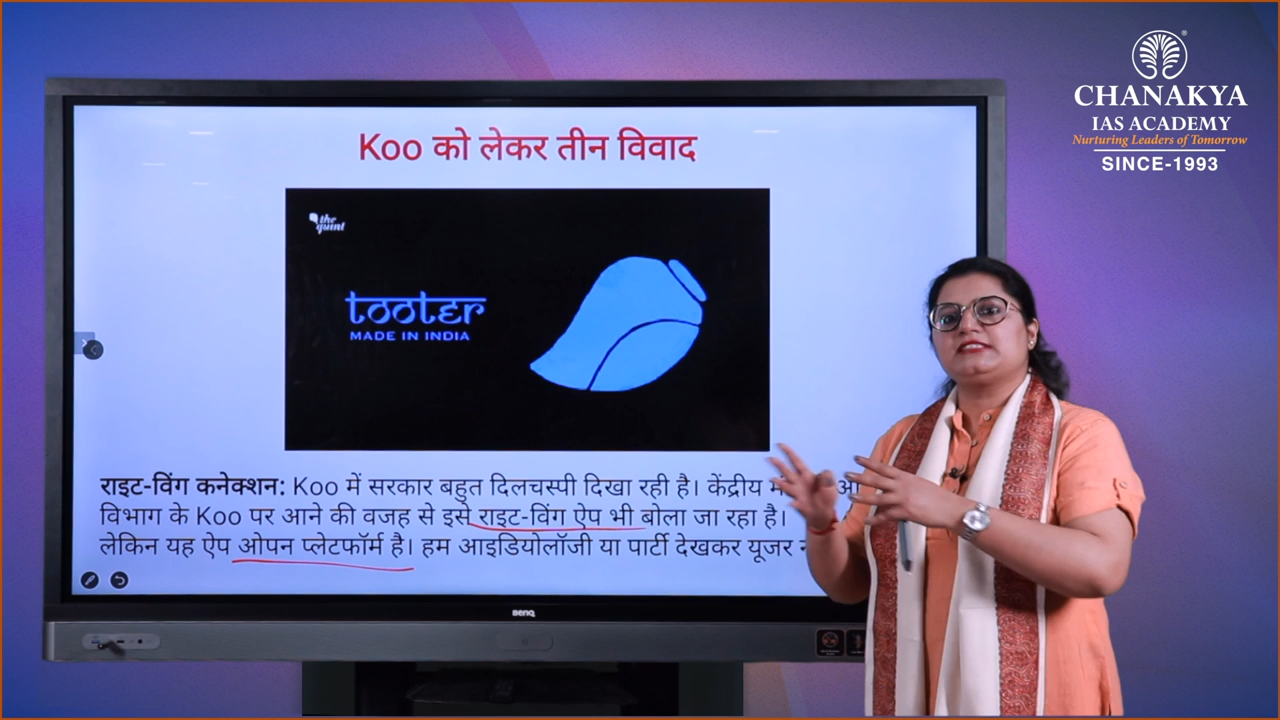 Koo को लेकर तीन विवाद
the quint
tooter
MADE IN INDIA
राइट-विंग कनेक्शन: Koo में सरकार बहुत दिलचस्पी दिखा रही है। केंद्रीय
विभाग के Koo पर आने की वजह से इसे राइट-विंग ऐप भी बोला जा रहा है।
लेकिन यह ऐप ओपन प्लेटफॉर्म है। हम आइडियोलॉजी या पार्टी देखकर यूजर
BenQ
CHANAKYA
IAS ACADEMY
Nurturing Leaders of Tomorrow
SINCE-1993